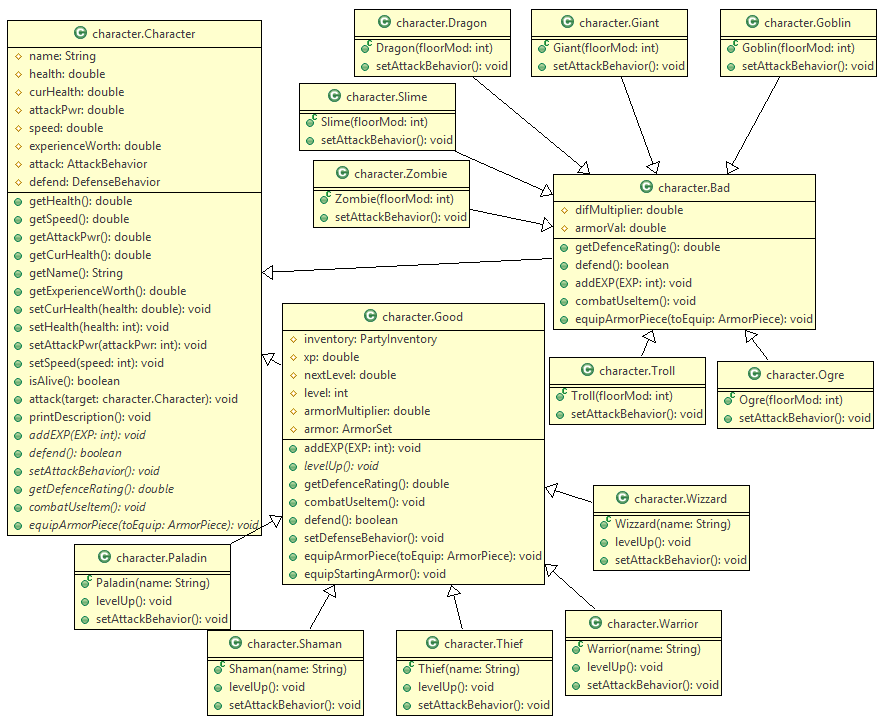 character.Character
name: String
health: double
curHealth: double
attackPwr: double
speed: double
experienceWorth: double
attack: AttackBehavior
defend: DefenseBehavior
getHealth(): double
getSpeed(): double
getAttackPwr(): double
getCurHealth(): double
getName(): String
getExperienceWorth(): double
setCurHealth(health: double): void
setHealth(health: int): void
setAttackPwr(attackPwr: int): void
setSpeed(speed: int): void
isAlive(): boolean
attack(target: character.Character): void
printDescription(): void
addEXP(EXP: int): void
defend(): boolean
setAttackBehavior(): void
getDefenceRating(): double
combatUseItem(): void
equipArmorPiece(toEquip: ArmorPiece): void
character.Dragon
Dragon(floorMod: int)
setAttackBehavior(): void
character.Giant
Giant(floorMod: int)
setAttackBehavior(): void
character.Goblin
Goblin(floorMod: int)
setAttackBehavior(): void
character.Slime
Slime(floorMod: int)
setAttackBehavior(): void
character.Zombie
Zombie(floorMod: int)
setAttackBehavior(): void
character.Bad
difMultiplier: double
armorVal: double
getDefenceRating(): double
defend(): boolean
addEXP(EXP: int): void
combatUseItem(): void
equipArmorPiece(toEquip: ArmorPiece): void
character.Good
inventory: PartyInventory
xp: double
nextLevel: double
level: int
armorMultiplier: double
armor: ArmorSet
addEXP(EXP: int): void
levelUp(): void
getDefenceRating(): double
combatUseItem(): void
defend(): boolean
setDefenseBehavior(): void
equipArmorPiece(toEquip: ArmorPiece): void
equipStartingArmor(): void
character.Troll
Troll(floorMod: int)
setAttackBehavior(): void
character.Ogre
Ogre(floorMod: int)
setAttackBehavior(): void
character.Wizzard
Wizzard(name: String)
levelUp(): void
setAttackBehavior(): void
character.Paladin
Paladin(name: String)
levelUp(): void
setAttackBehavior(): void
character.Shaman
Shaman(name: String)
levelUp(): void
setAttackBehavior(): void
character.Thief
Thief(name: String)
levelUp(): void
setAttackBehavior(): void
character.Warrior
Warrior(name: String)
levelUp(): void
setAttackBehavior(): void